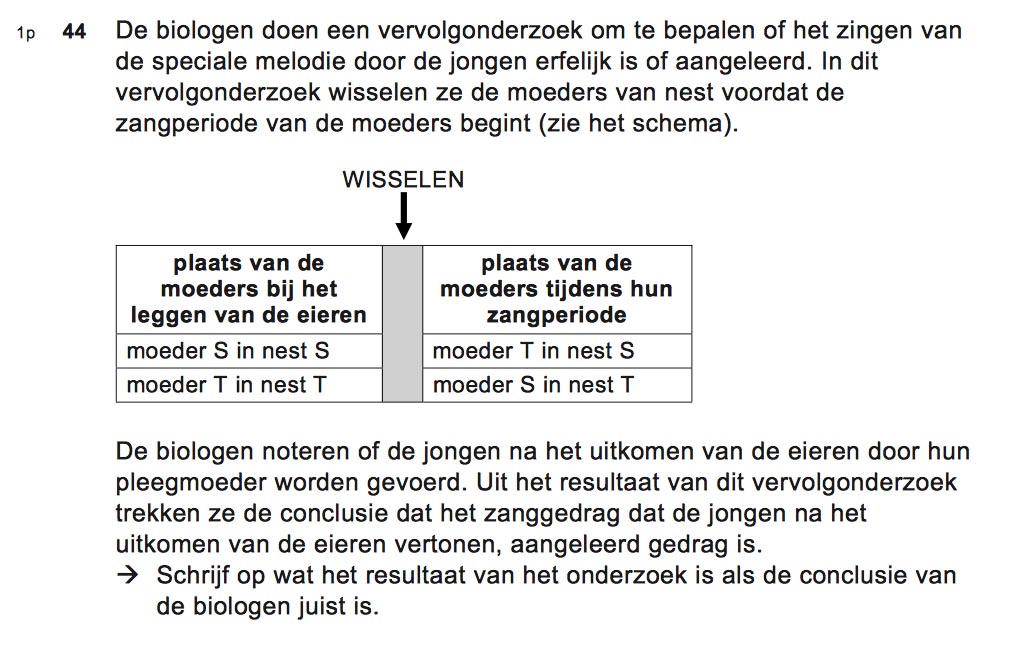 1p 44 De biologen doen een vervolgonderzoek om te bepalen of het zingen van
de speciale melodie door de jongen erfelijk is of aangeleerd. In dit
vervolgonderzoek wisselen ze de moeders van nest voordat de
zangperiode van de moeders begint (zie het schema).
WISSELEN
plaats van de
moeders bij het
leggen van de eieren
plaats van de
moeders tijdens hun
zangperiode
moeder S in nest S
moeder T in nest S
moeder T in nest T
moeder S in nest T
De biologen noteren of de jongen na het uitkomen van de eieren door hun
pleegmoeder worden gevoerd. Uit het resultaat van dit vervolgonderzoek
trekken ze de conclusie dat het zanggedrag dat de jongen na het
uitkomen van de eieren vertonen, aangeleerd gedrag is.
→ Schrijf op wat het resultaat van het onderzoek is als de conclusie van
de biologen juist is.